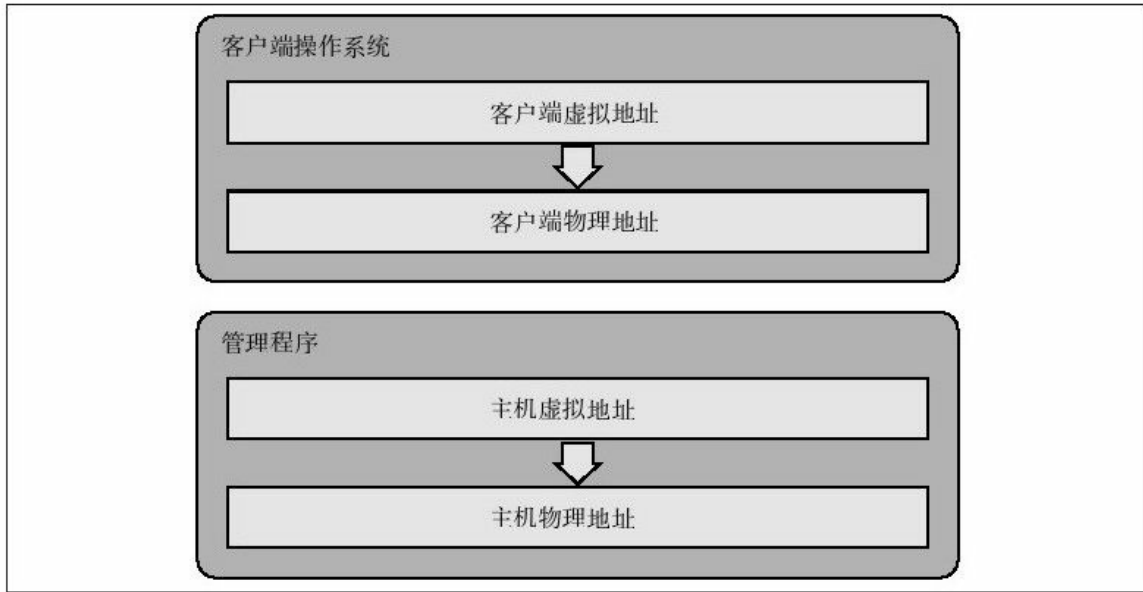 客户端操作系统
客户端虚拟地址
客户端物理地址
管理程序
主机虚拟地址
主机物理地址